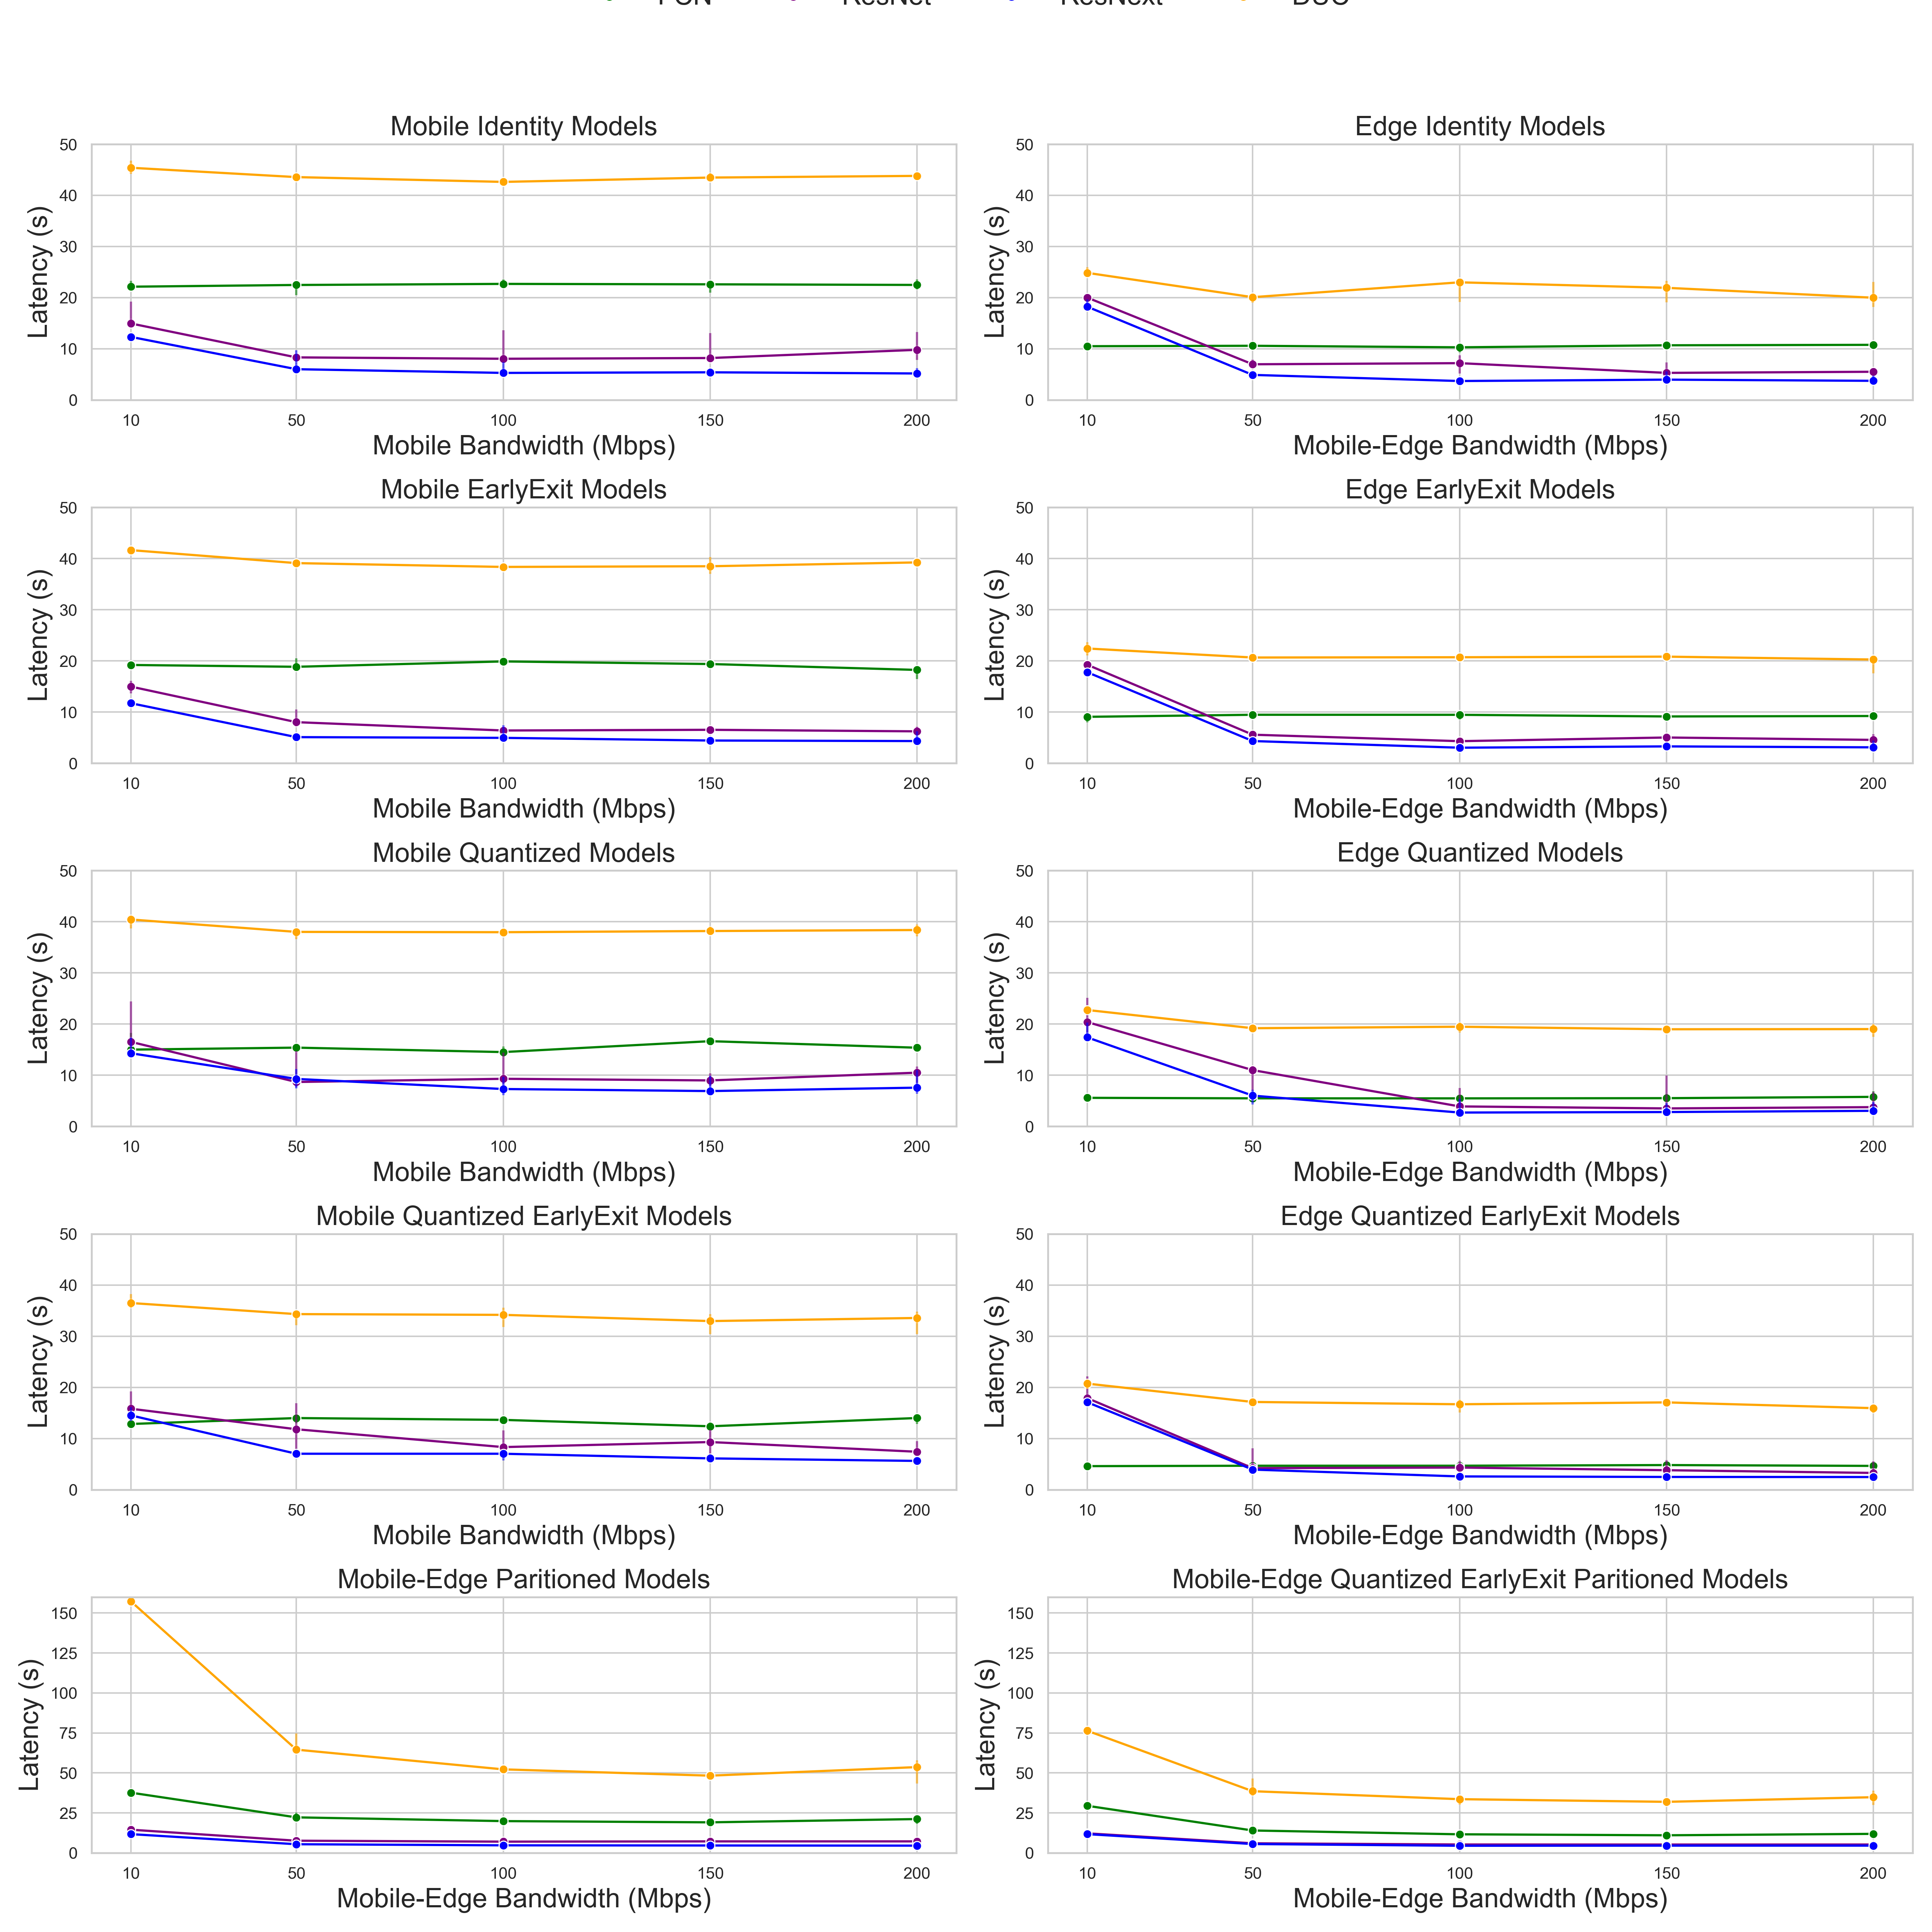 ResNet ResNext
Mobile Identity Models
50
40
30
20
10
0
Latency (s)
10 50 100 150 200
Mobile Bandwidth (Mbps)
Edge Identity Models
50
40
30
20
10
0
Latency (s)
10 50 100 150 200
Mobile-Edge Bandwidth (Mbps)
Mobile EarlyExit Models
50
40
30
20
10
0
Latency (s)
10 50 100 150 200
Mobile Bandwidth (Mbps)
Edge EarlyExit Models
50
40
30
20
10
0
Latency (s)
10 50 100 150 200
Mobile-Edge Bandwidth (Mbps)
Mobile Quantized Models
50
40
30
20
10
0
Latency (s)
10 50 100 150 200
Mobile Bandwidth (Mbps)
Edge Quantized Models
50
40
30
20
10
0
Latency (s)
10 50 100 150 200
Mobile-Edge Bandwidth (Mbps)
Mobile Quantized EarlyExit Models
50
40
30
20
10
0
Latency (s)
10 50 100 150 200
Mobile Bandwidth (Mbps)
Edge Quantized EarlyExit Models
50
40
30
20
10
0
Latency (s)
10 50 100 150 200
Mobile-Edge Bandwidth (Mbps)
Mobile-Edge Paritioned Models
150
125
100
75
50
25
0
Latency (s)
10 50 100 150 200
Mobile-Edge Bandwidth (Mbps)
Mobile-Edge Quantized EarlyExit Paritioned Models
150
125
100
75
50
25
0
Latency (s)
10 50 100 150 200
Mobile-Edge Bandwidth (Mbps)